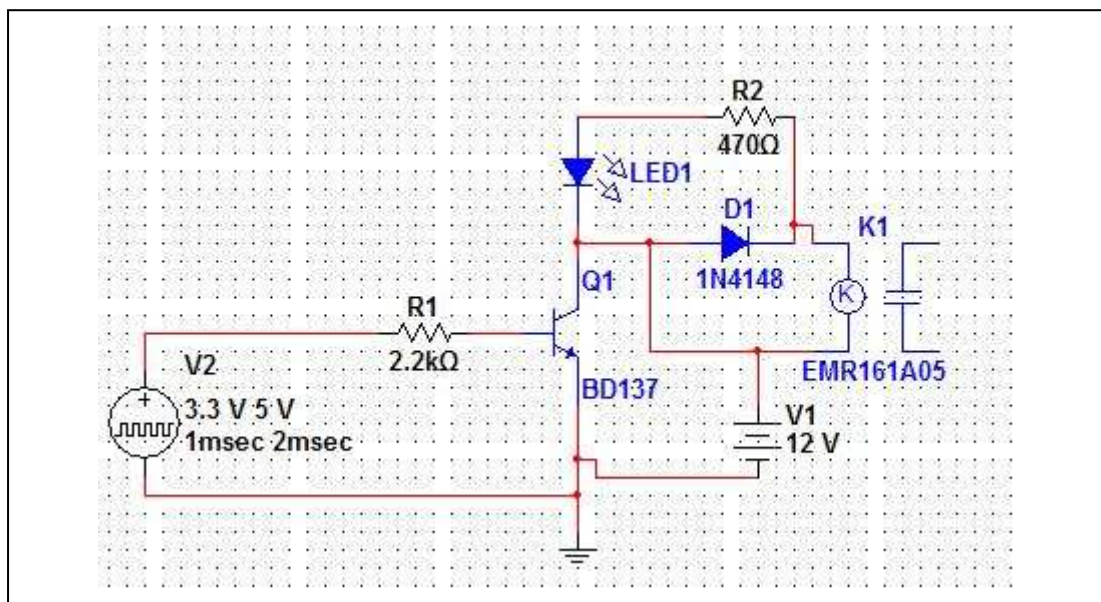 R2
470Ω
LED1
D1
K1
1N4148
Q1
K
R1
2.2kΩ
V2
EMR161A05
BD137
3.3 V 5 V
1msec 2msec
V1
12 V